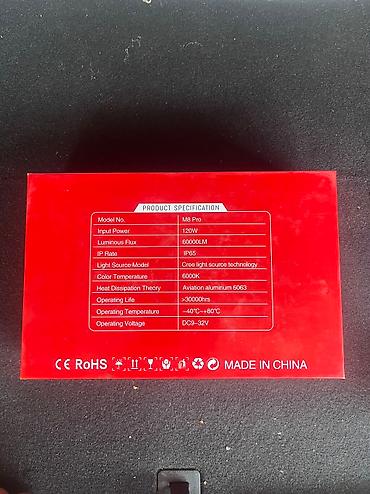 PRODUCT SPECIFICATION
Model No. M8 Pro
Input Power 120W
Luminous Flux 60000LM
IP Rate IP65
Light Source Model Cree light source technology
Color Temperature 6000K
Heat Dissipation Theory Aviation aluminium 6063
Operating Life >30000hrs
Operating Temperature -40°C~+80°C
Operating Voltage DC9-32V
CE RoHS MADE IN CHINA